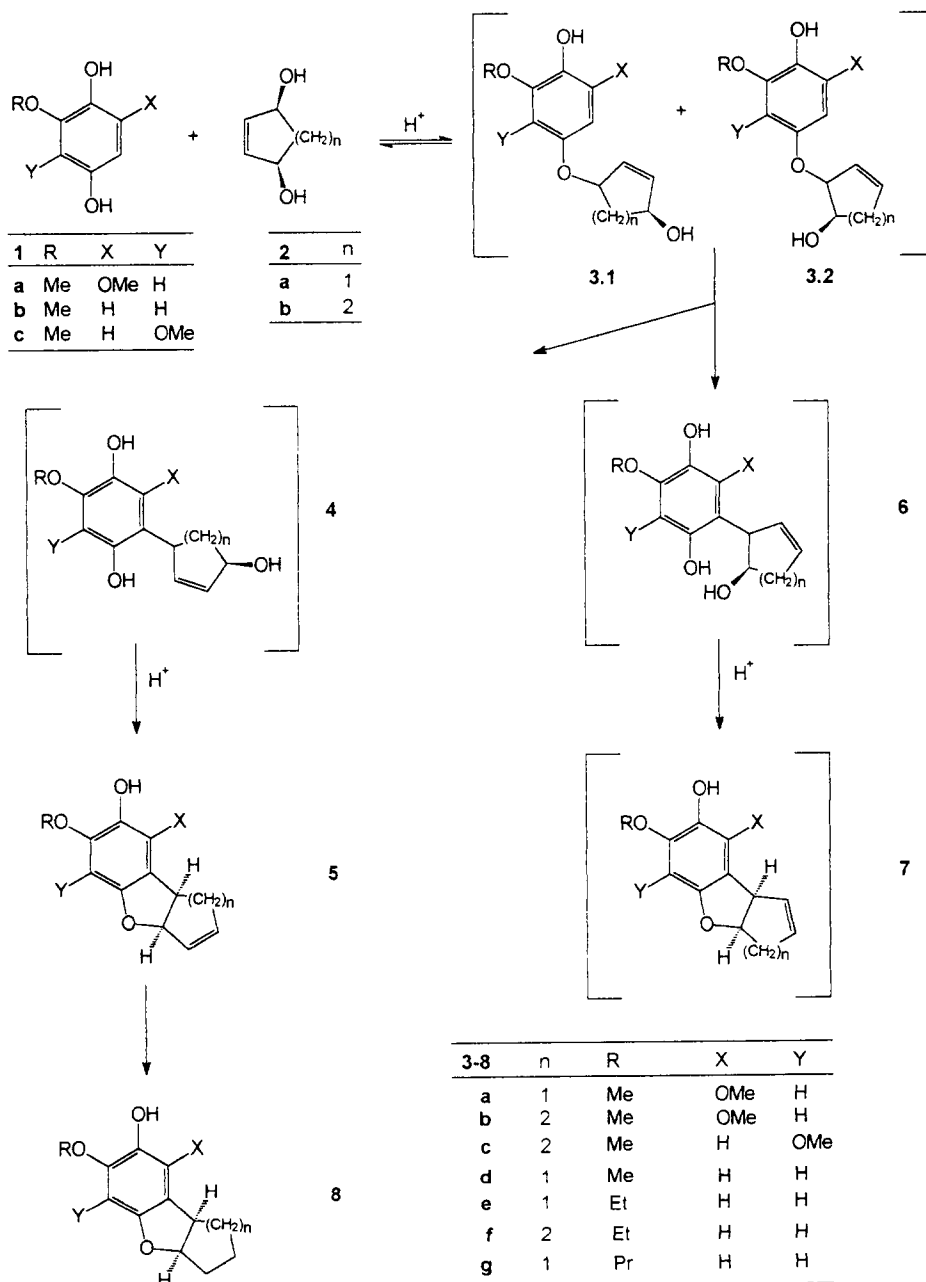 OH
RO
X
Y
OH
+
OH
(CH2)n
OH
H+
OH
RO
X
Y
O
(CH2)n
OH
3.1
+
OH
RO
X
Y
O
HO
(CH2)n
3.2
1 R X Y
a Me OMe H
b Me H H
c Me H OMe
2 n
a 1
b 2
OH
RO
X
Y
OH
(CH2)n
OH
4
OH
RO
X
Y
OH
HO
(CH2)n
6
H+
H+
OH
RO
X
Y
H
(CH2)n
O
H
5
OH
RO
X
Y
H
O
H
(CH2)n
7
OH
RO
X
Y
H
(CH2)n
O
H
8
3-8 n R X Y
a 1 Me OMe H
b 2 Me OMe H
c 2 Me H OMe
d 1 Me H H
e 1 Et H H
f 2 Et H H
g 1 Pr H H